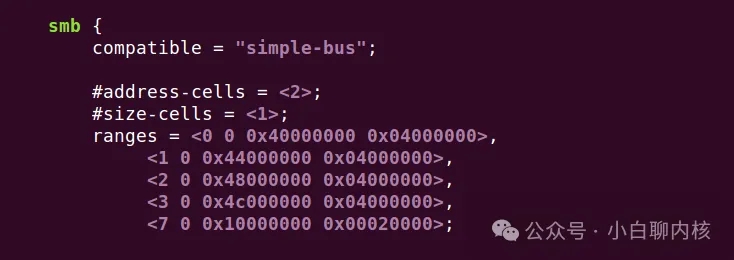 smb {
compatible = "simple-bus";
#address-cells = <2>;
#size-cells = <1>;
ranges = <0 0 0x40000000 0x04000000>,
<1 0 0x44000000 0x04000000>,
<2 0 0x48000000 0x04000000>,
<3 0 0x4c000000 0x04000000>,
<7 0 0x10000000 0x00020000>;
公众号 · 小白聊内核